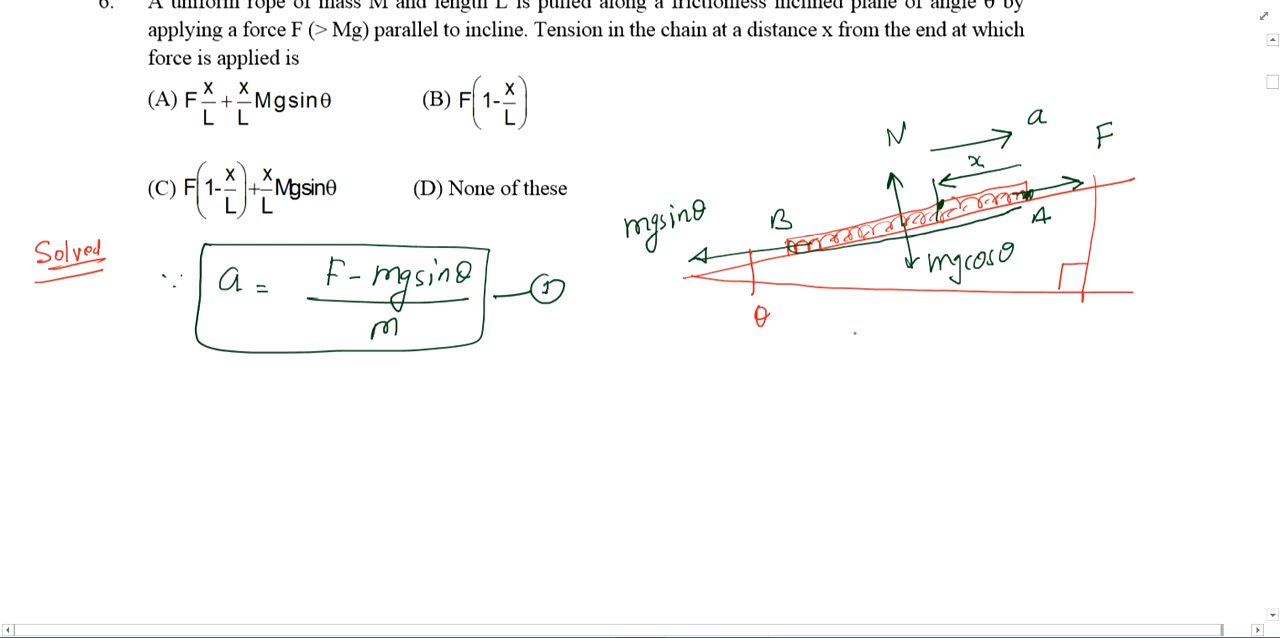 6. A uniform rope of mass M and length L is pulled along a frictionless inclined plane of angle θ by
applying a force F (> Mg) parallel to incline. Tension in the chain at a distance x from the end at which
force is applied is
(A) F x/L + x/L Mgsinθ (B) F(1-x/L)
(C) F(1-x/L)+x/L Mgsinθ (D) None of these
N
a
F
x
mgsinθ
B
A
mgcosθ
θ
Solved
∵ a = F - mgsinθ / m —①